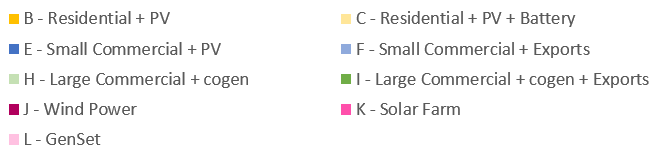 B - Residential + PV
C - Residential + PV + Battery
E - Small Commercial + PV
F - Small Commercial + Exports
H - Large Commercial + cogen
I - Large Commercial + cogen + Exports
J - Wind Power
K - Solar Farm
L - GenSet